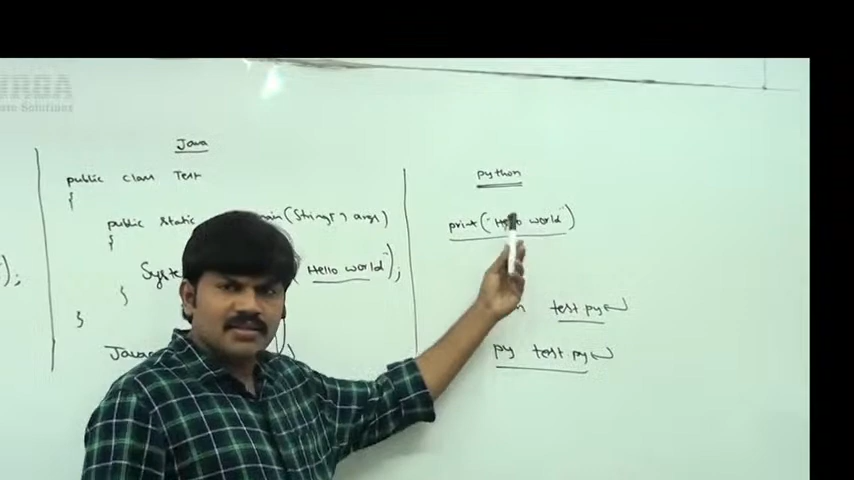 Java
public class Test
{
public static main(String[] args)
{
"Hello world");
}
}
);
python
print("Hello world")
test.py
py test.py